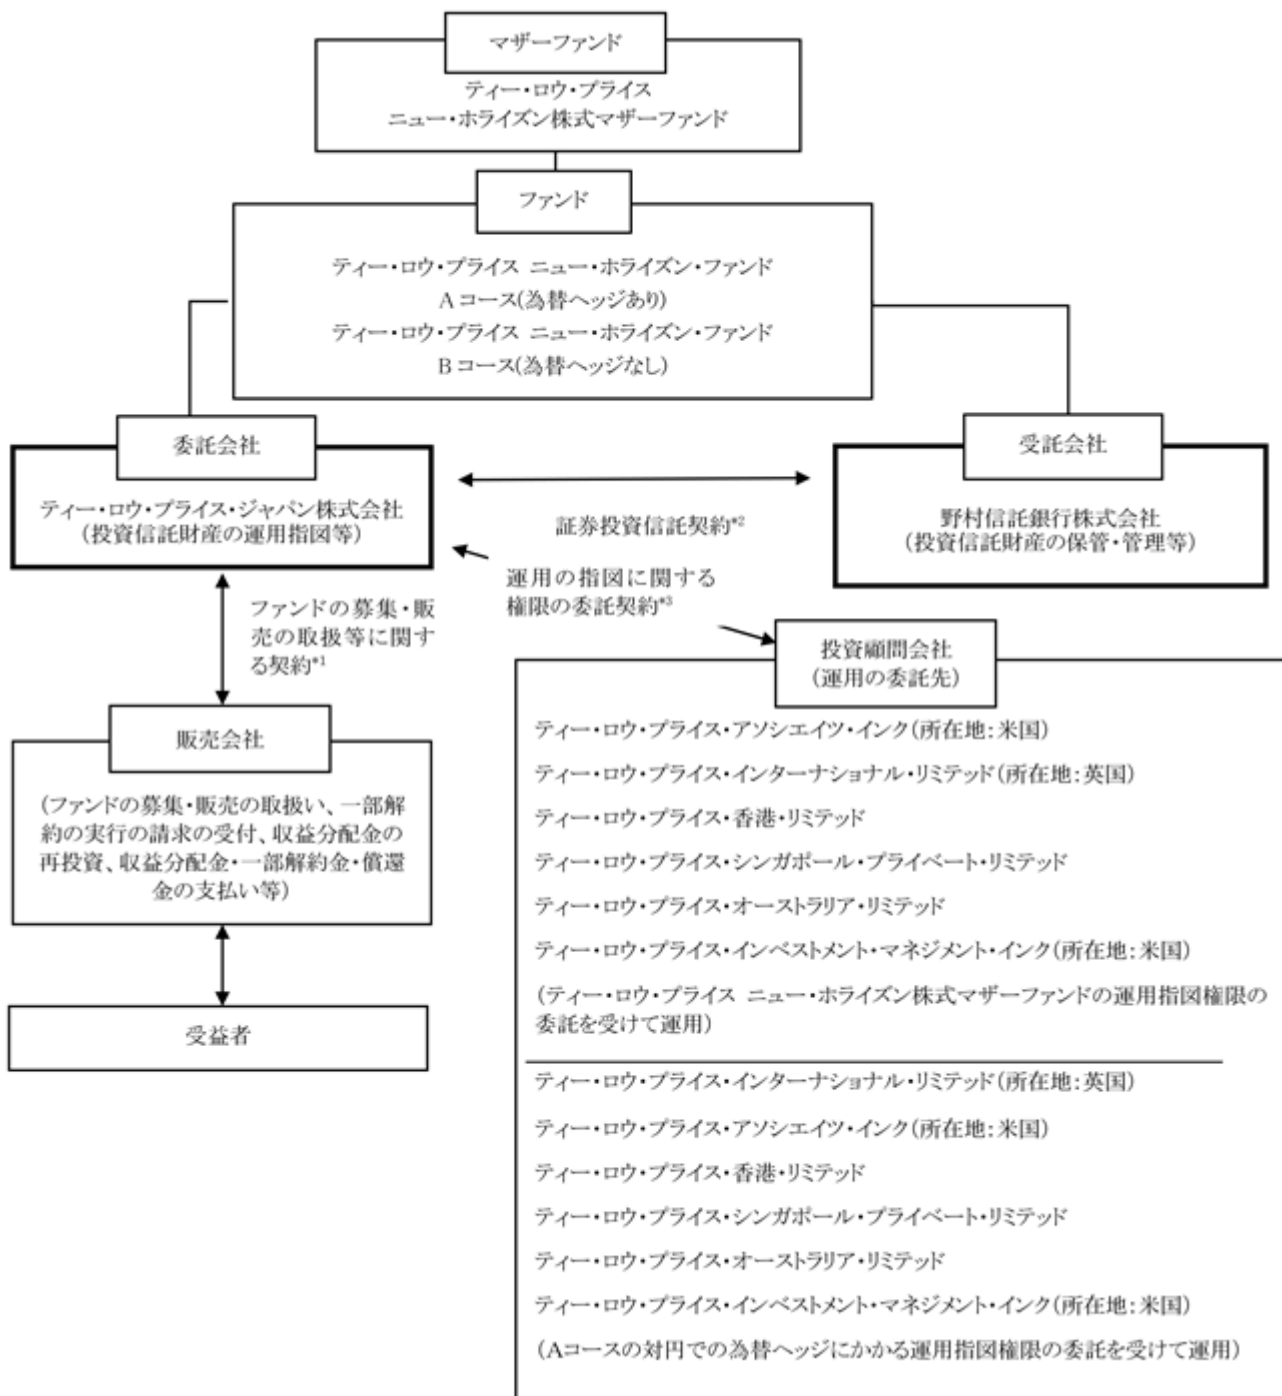 マザーファンド
ティー・ロウ・プライス
ニュー・ホライズン株式マザーファンド
ファンド
ティー・ロウ・プライス ニュー・ホライズン・ファンド
Aコース(為替ヘッジあり)
ティー・ロウ・プライス ニュー・ホライズン・ファンド
Bコース(為替ヘッジなし)
委託会社
ティー・ロウ・プライス・ジャパン株式会社
(投資信託財産の運用指図等)
証券投資信託契約*2
受託会社
野村信託銀行株式会社
(投資信託財産の保管・管理等)
運用の指図に関する
権限の委託契約*3
ファンドの募集・販
売の取扱等に関す
る契約*1
販売会社
(ファンドの募集・販売の取扱い、一部解
約の実行の請求の受付、収益分配金の
再投資、収益分配金・一部解約金・償還
金の支払い等)
受益者
投資顧問会社
(運用の委託先)
ティー・ロウ・プライス・アソシエイツ・インク(所在地:米国)
ティー・ロウ・プライス・インターナショナル・リミテッド(所在地:英国)
ティー・ロウ・プライス・香港・リミテッド
ティー・ロウ・プライス・シンガポール・プライベート・リミテッド
ティー・ロウ・プライス・オーストラリア・リミテッド
ティー・ロウ・プライス・インベストメント・マネジメント・インク(所在地:米国)
(ティー・ロウ・プライス ニュー・ホライズン株式マザーファンドの運用指図権限の
委託を受けて運用)
ティー・ロウ・プライス・インターナショナル・リミテッド(所在地:英国)
ティー・ロウ・プライス・アソシエイツ・インク(所在地:米国)
ティー・ロウ・プライス・香港・リミテッド
ティー・ロウ・プライス・シンガポール・プライベート・リミテッド
ティー・ロウ・プライス・オーストラリア・リミテッド
ティー・ロウ・プライス・インベストメント・マネジメント・インク(所在地:米国)
(Aコースの対円での為替ヘッジにかかる運用指図権限の委託を受けて運用)